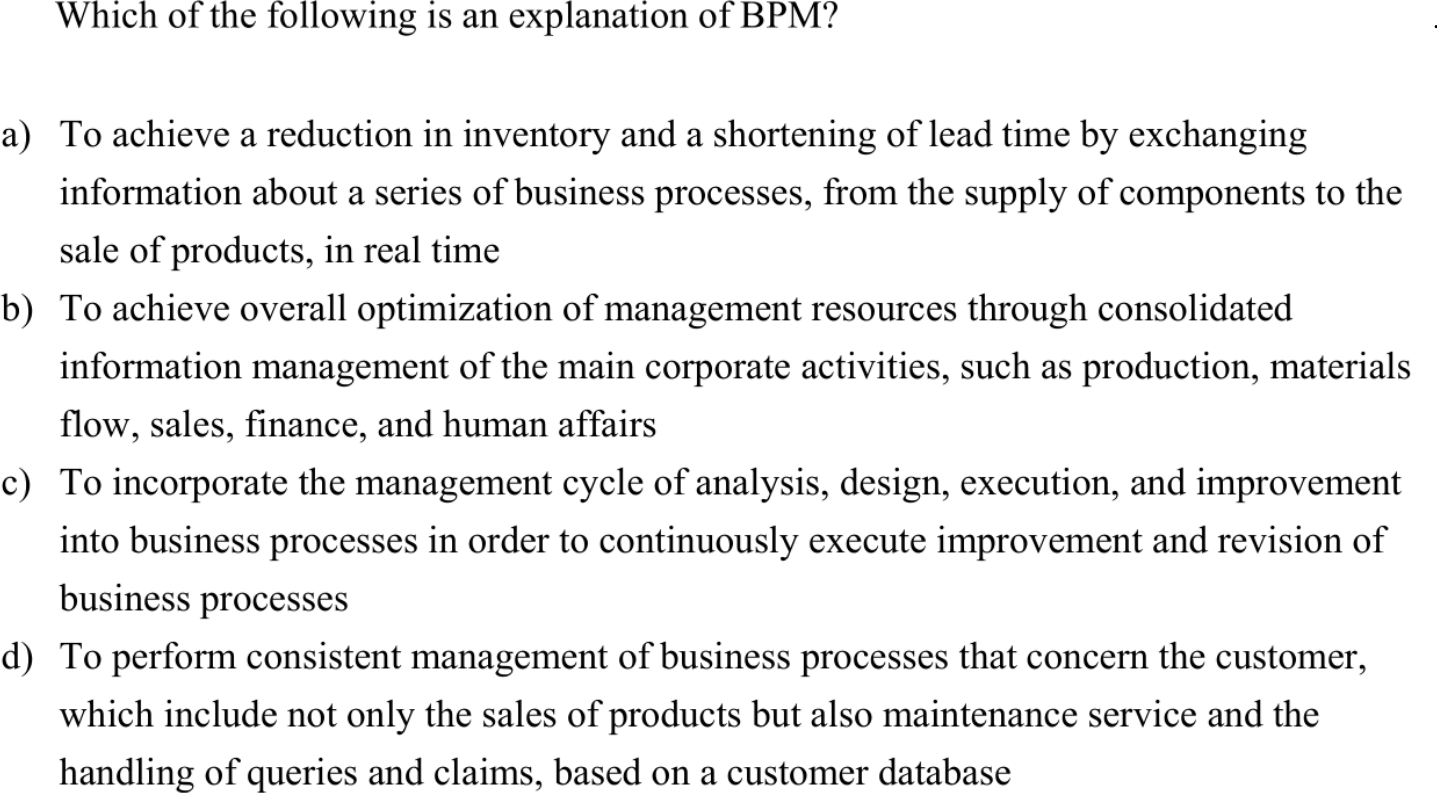 Which of the following is an explanation of BPM?
a) To achieve a reduction in inventory and a shortening of lead time by exchanging
information about a series of business processes, from the supply of components to the
sale of products, in real time
b) To achieve overall optimization of management resources through consolidated
information management of the main corporate activities, such as production, materials
flow, sales, finance, and human affairs
c) To incorporate the management cycle of analysis, design, execution, and improvement
into business processes in order to continuously execute improvement and revision of
business processes
d) To perform consistent management of business processes that concern the customer,
which include not only the sales of products but also maintenance service and the
handling of queries and claims, based on a customer database